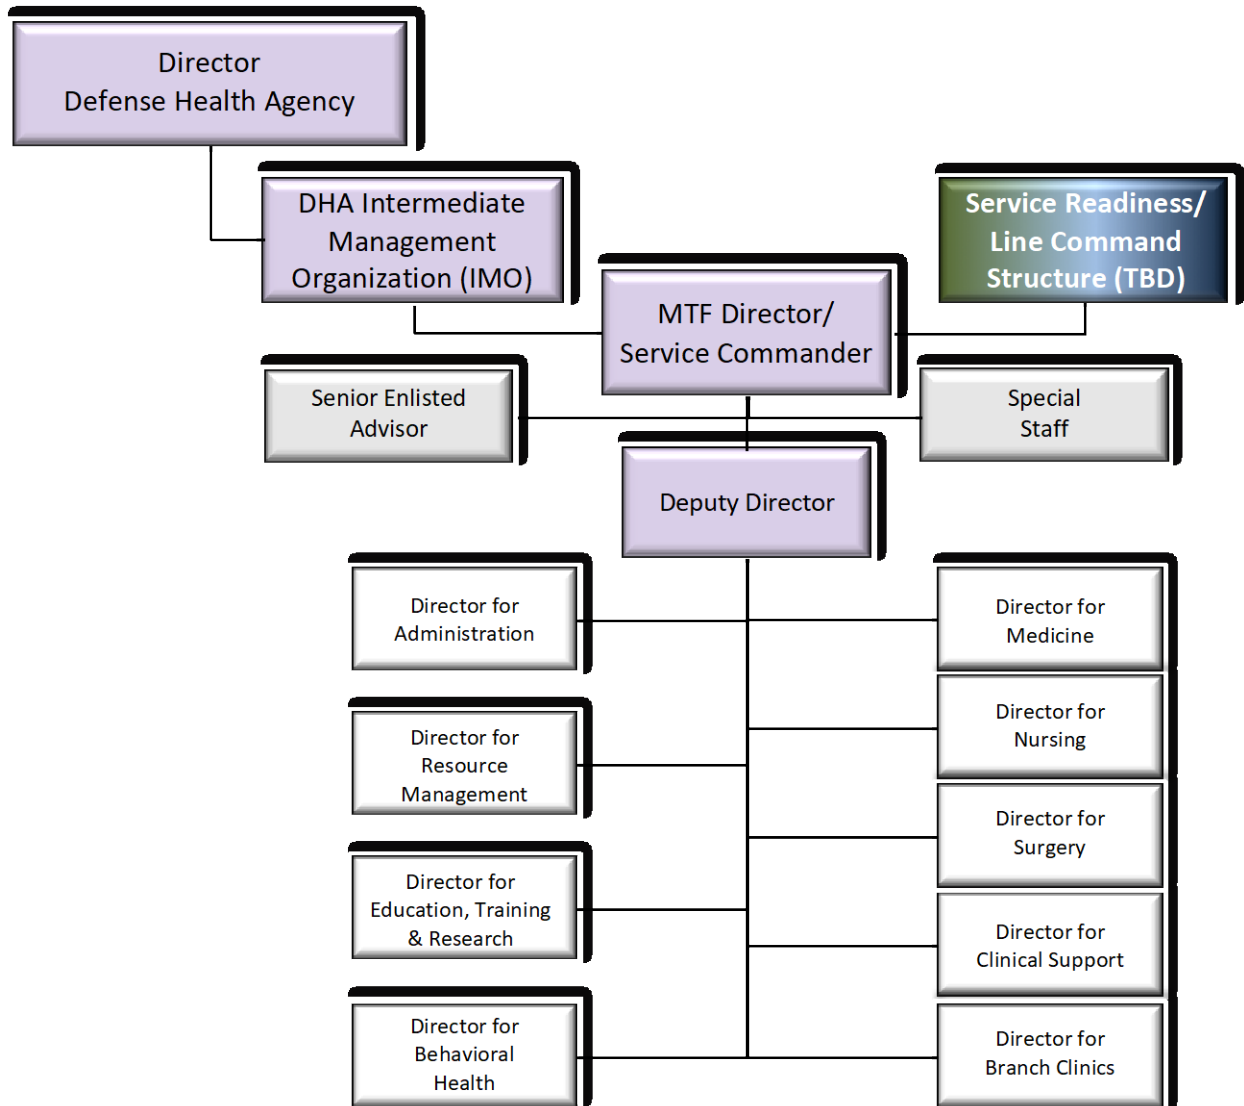 Director
Defense Health Agency
DHA Intermediate
Management
Organization (IMO)
Service Readiness/
Line Command
Structure (TBD)
MTF Director/
Service Commander
Senior Enlisted
Advisor
Special
Staff
Deputy Director
Director for
Administration
Director for
Medicine
Director for
Resource
Management
Director for
Nursing
Director for
Surgery
Director for
Education, Training
& Research
Director for
Clinical Support
Director for
Behavioral
Health
Director for
Branch Clinics